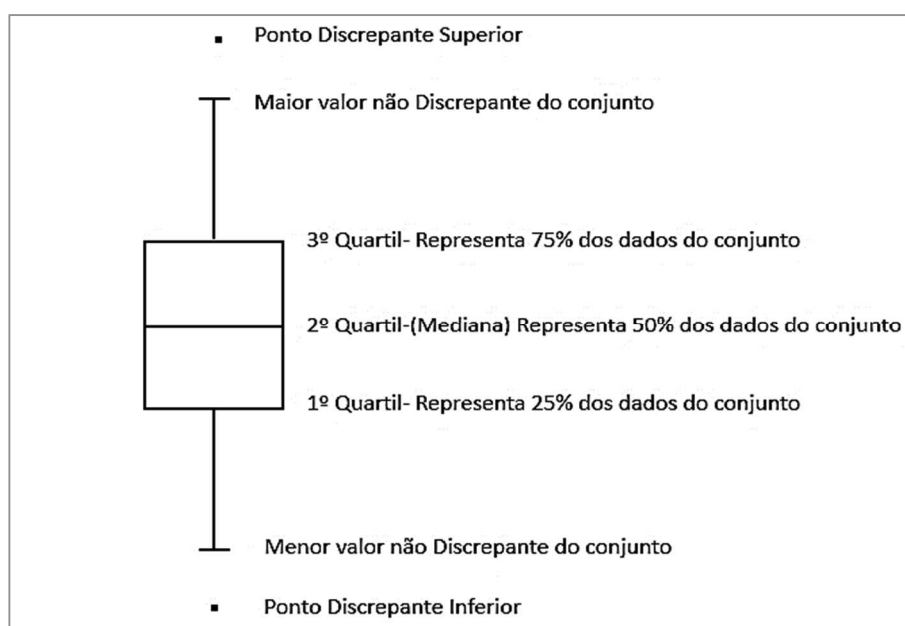 Ponto Discrepante Superior
Maior valor não Discrepante do conjunto
3º Quartil- Representa 75% dos dados do conjunto
2º Quartil-(Mediana) Representa 50% dos dados do conjunto
1º Quartil- Representa 25% dos dados do conjunto
Menor valor não Discrepante do conjunto
Ponto Discrepante Inferior